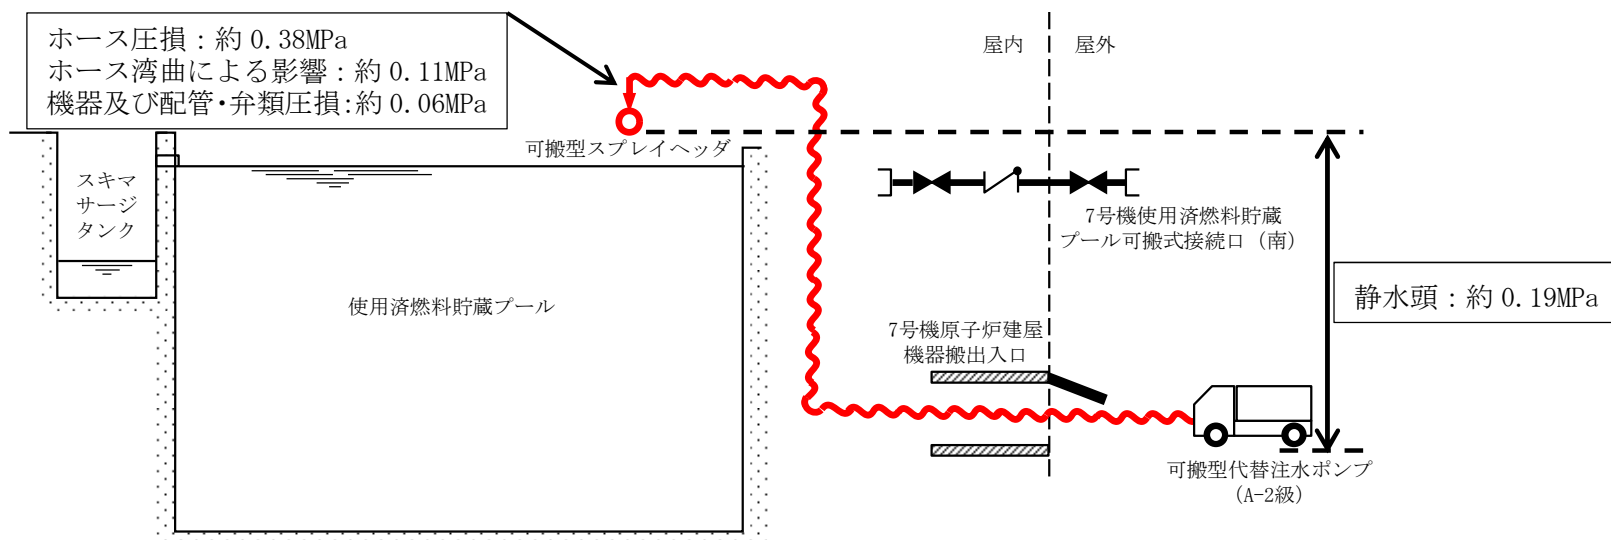 ホース圧損：約 0.38MPa
ホース湾曲による影響：約 0.11MPa
機器及び配管・弁類圧損：約 0.06MPa
屋内
屋外
可搬型スプレイヘッダ
スキマ
サージ
タンク
7号機使用済燃料貯蔵
プール可搬式接続口（南）
静水頭：約 0.19MPa
使用済燃料貯蔵プール
7号機原子炉建屋
機器搬出入口
可搬型代替注水ポンプ
（A-2級）